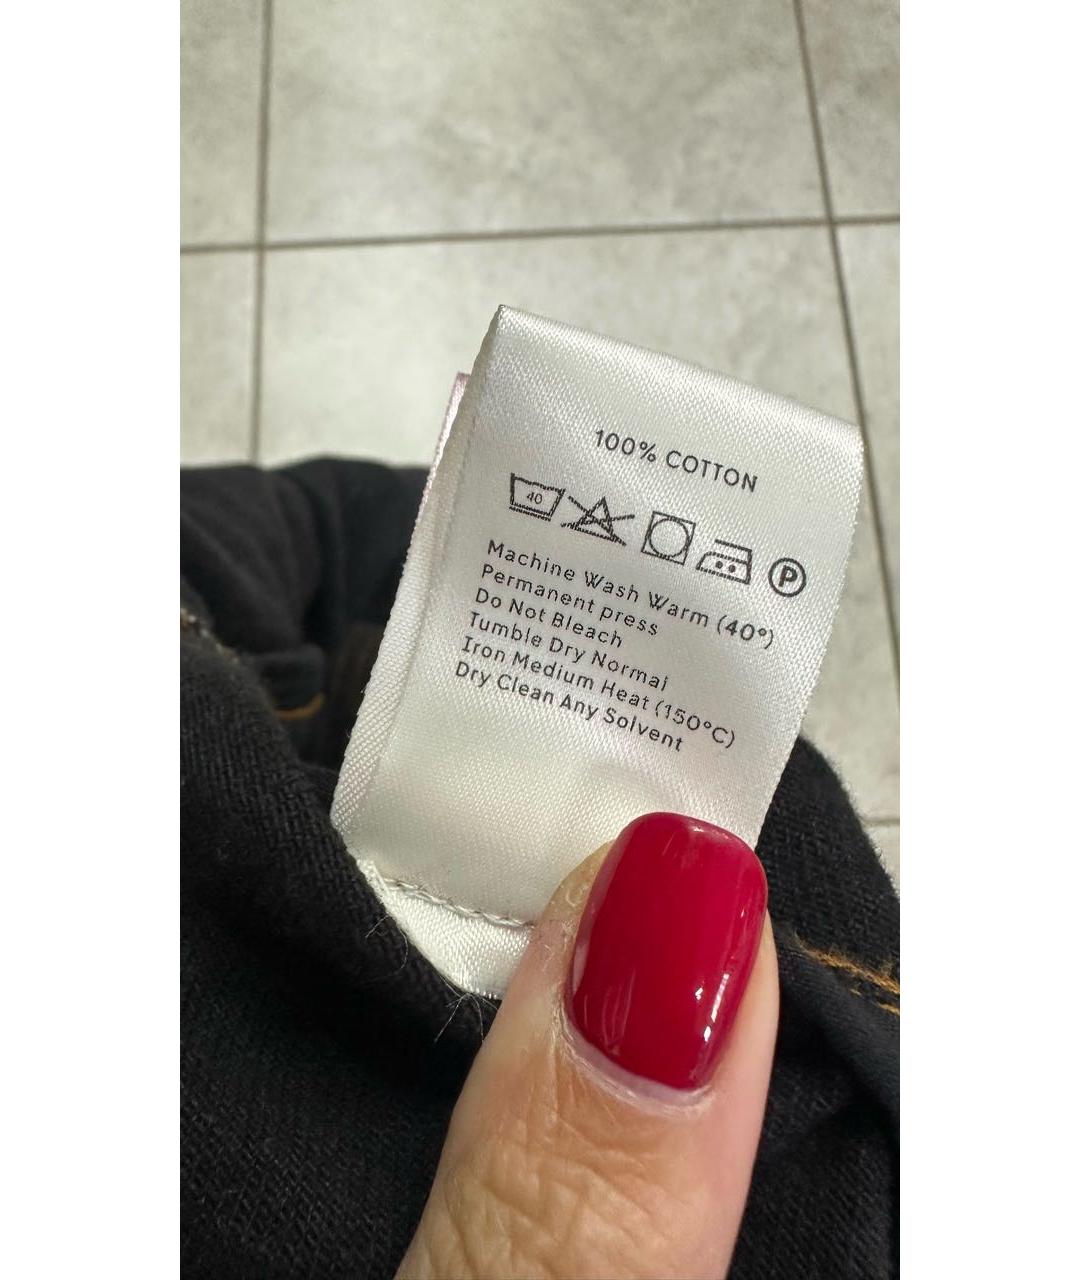 100% COTTON
40 P
Machine Wash Warm (40°)
Permanent press
Do Not Bleach
Tumble Dry Normal
Iron Medium Heat (150°C)
Dry Clean Any Solvent